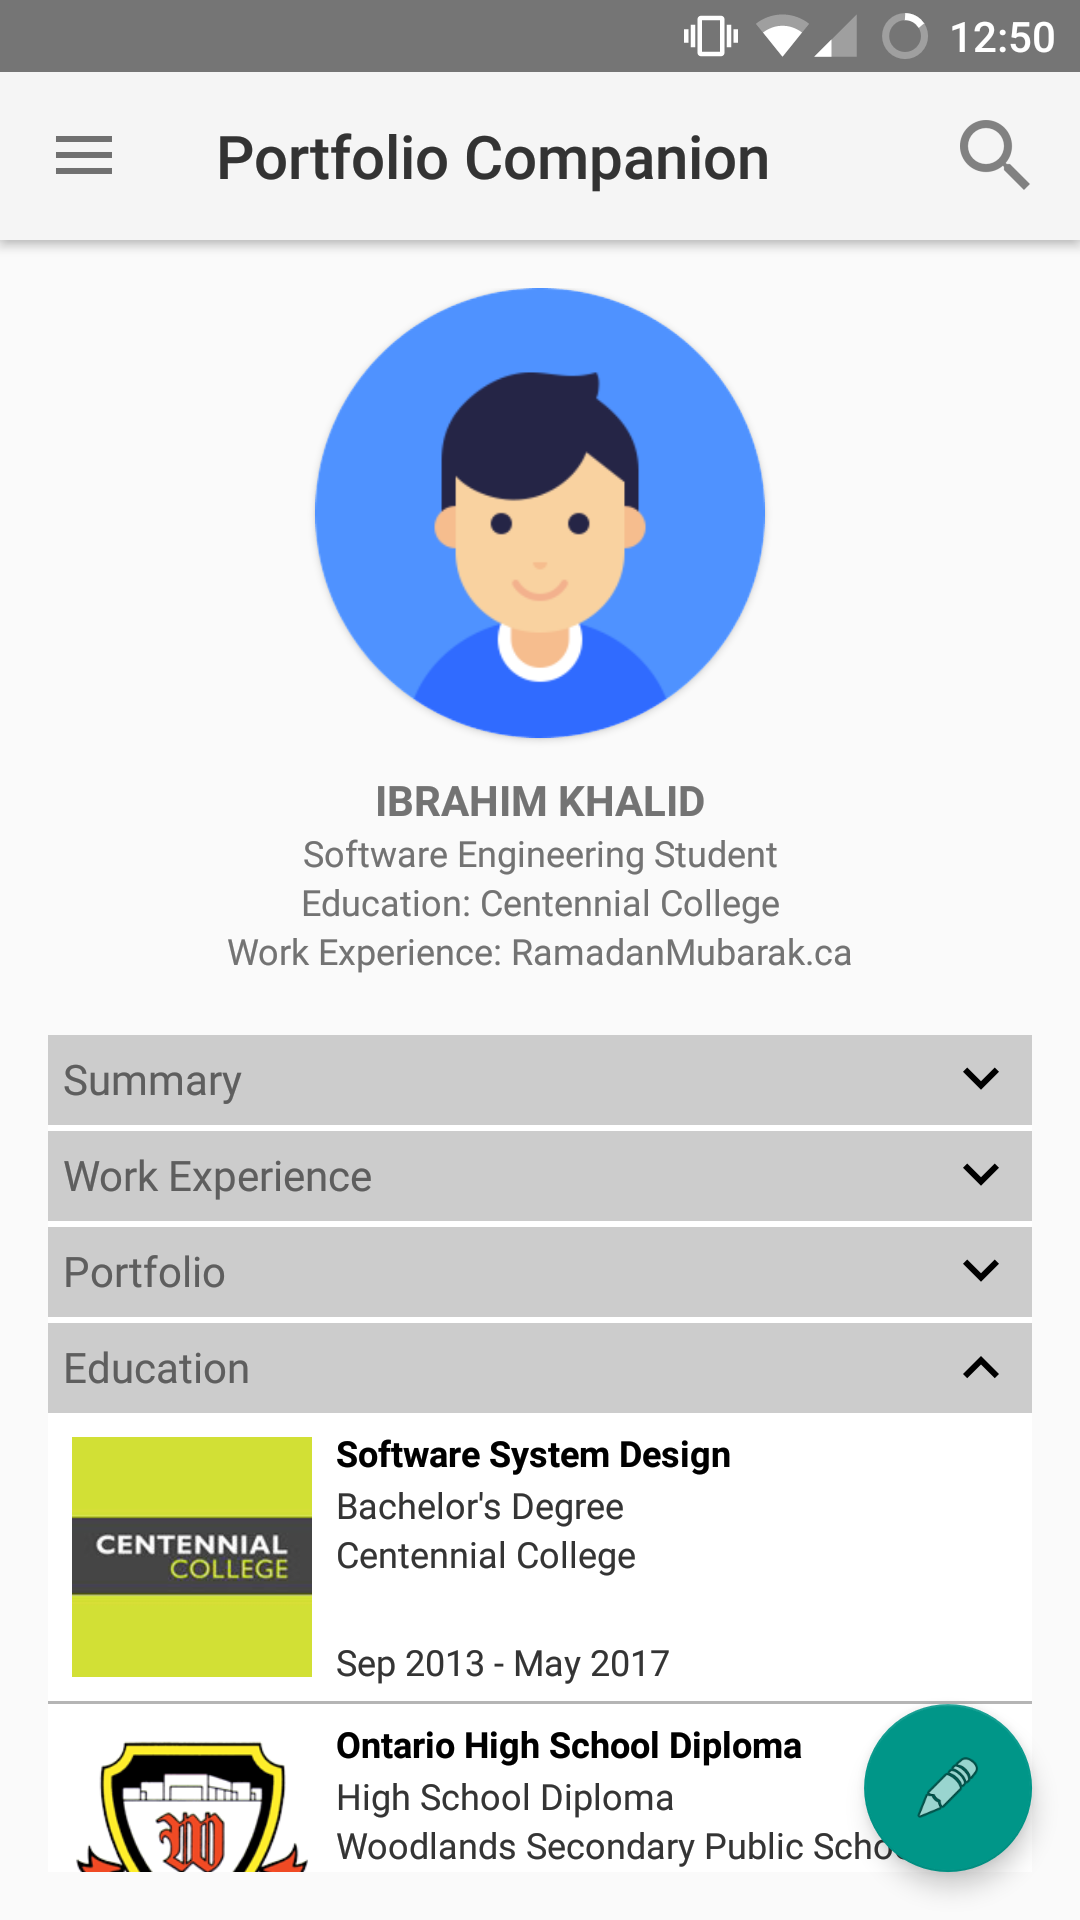 12:50
Portfolio Companion
IBRAHIM KHALID
Software Engineering Student
Education: Centennial College
Work Experience: RamadanMubarak.ca
Summary
Work Experience
Portfolio
Education
CENTENNIAL
COLLEGE
Software System Design
Bachelor's Degree
Centennial College
Sep 2013 - May 2017
W
Ontario High School Diploma
High School Diploma
Woodlands Secondary Public